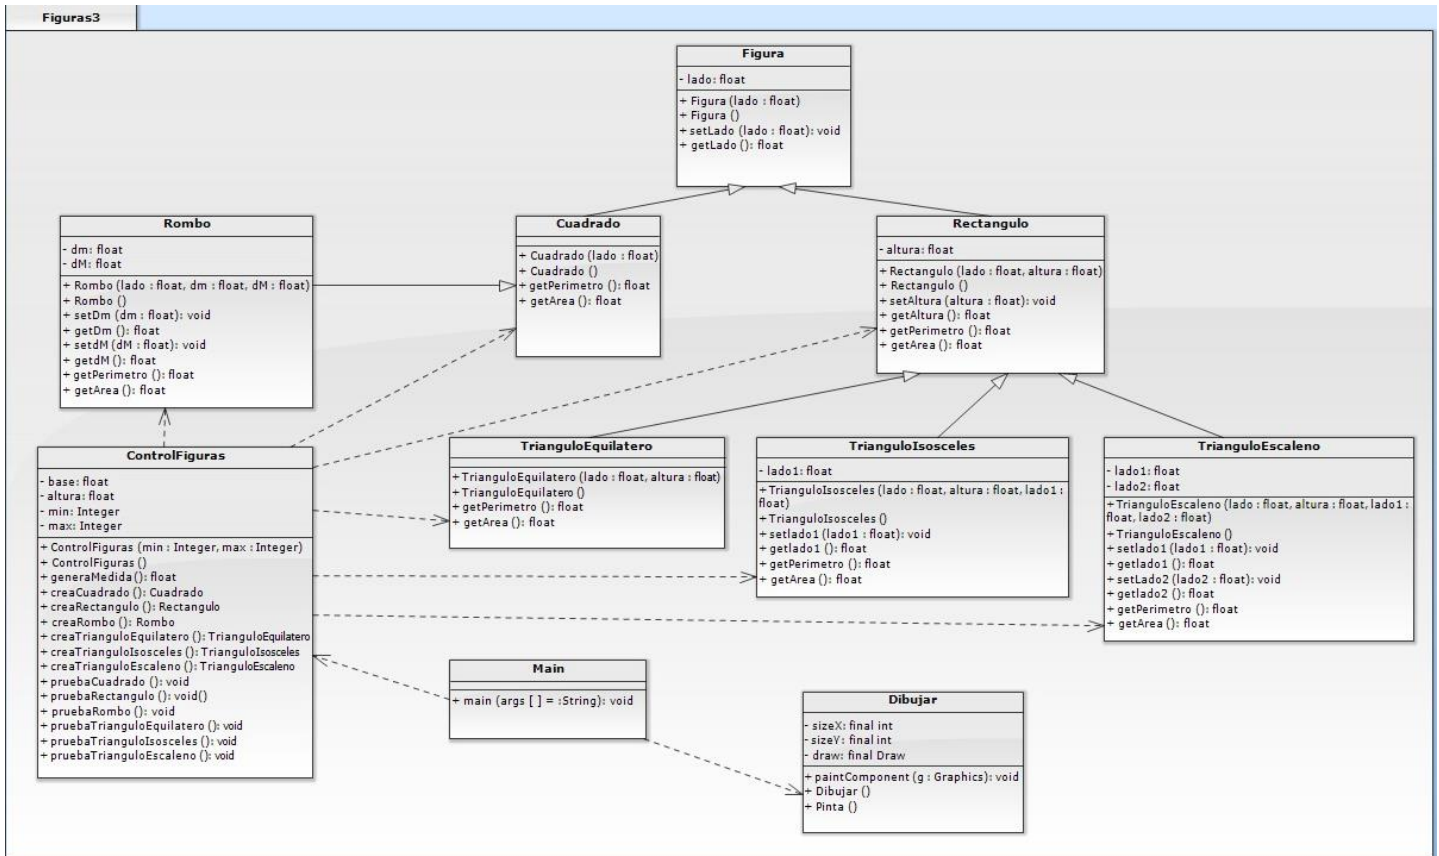 Figuras3
Figura
- lado: float
+ Figura (lado : float)
+ Figura ()
+ setLado (lado : float): void
+ getLado (): float
Rombo
- dm: float
- dM: float
+ Rombo (lado : float, dm : float, dM : float)
+ Rombo ()
+ setDm (dm : float): void
+ getDm (): float
+ setdM (dM : float): void
+ getdM (): float
+ getPerimetro (): float
+ getArea (): float
Cuadrado
+ Cuadrado (lado : float)
+ Cuadrado ()
+ getPerimetro (): float
+ getArea (): float
Rectangulo
- altura: float
+ Rectangulo (lado : float, altura : float)
+ Rectangulo ()
+ setAltura (altura : float): void
+ getAltura (): float
+ getPerimetro (): float
+ getArea (): float
ControlFiguras
- base: float
- altura: float
- min: Integer
- max: Integer
+ ControlFiguras (min : Integer, max : Integer)
+ ControlFiguras ()
+ generaMedida (): float
+ creaCuadrado (): Cuadrado
+ creaRectangulo (): Rectangulo
+ creaRombo (): Rombo
+ creaTrianguloEquilatero (): TrianguloEquilatero
+ creaTrianguloIsosceles (): TrianguloIsosceles
+ creaTrianguloEscaleno (): TrianguloEscaleno
+ pruebaCuadrado (): void
+ pruebaRectangulo (): void()
+ pruebaRombo (): void
+ pruebaTrianguloEquilatero (): void
+ pruebaTrianguloIsosceles (): void
+ pruebaTrianguloEscaleno (): void
TrianguloEquilatero
+ TrianguloEquilatero (lado : float, altura : float)
+ TrianguloEquilatero ()
+ getPerimetro (): float
+ getArea (): float
TrianguloIsosceles
- lado1: float
+ TrianguloIsosceles (lado : float, altura : float, lado1 :
float)
+ TrianguloIsosceles ()
+ setlado1 (lado1 : float): void
+ getlado1 (): float
+ getPerimetro (): float
+ getArea (): float
TrianguloEscaleno
- lado1: float
- lado2: float
+ TrianguloEscaleno (lado : float, altura : float, lado1 :
float, lado2 : float)
+ TrianguloEscaleno ()
+ setlado1 (lado1 : float): void
+ getlado1 (): float
+ setLado2 (lado2 : float): void
+ getlado2 (): float
+ getPerimetro (): float
+ getArea (): float
Main
+ main (args [ ] = :String): void
Dibujar
- sizeX: final int
- sizeY: final int
- draw: final Draw
+ paintComponent (g : Graphics): void
+ Dibujar ()
+ Pinta ()